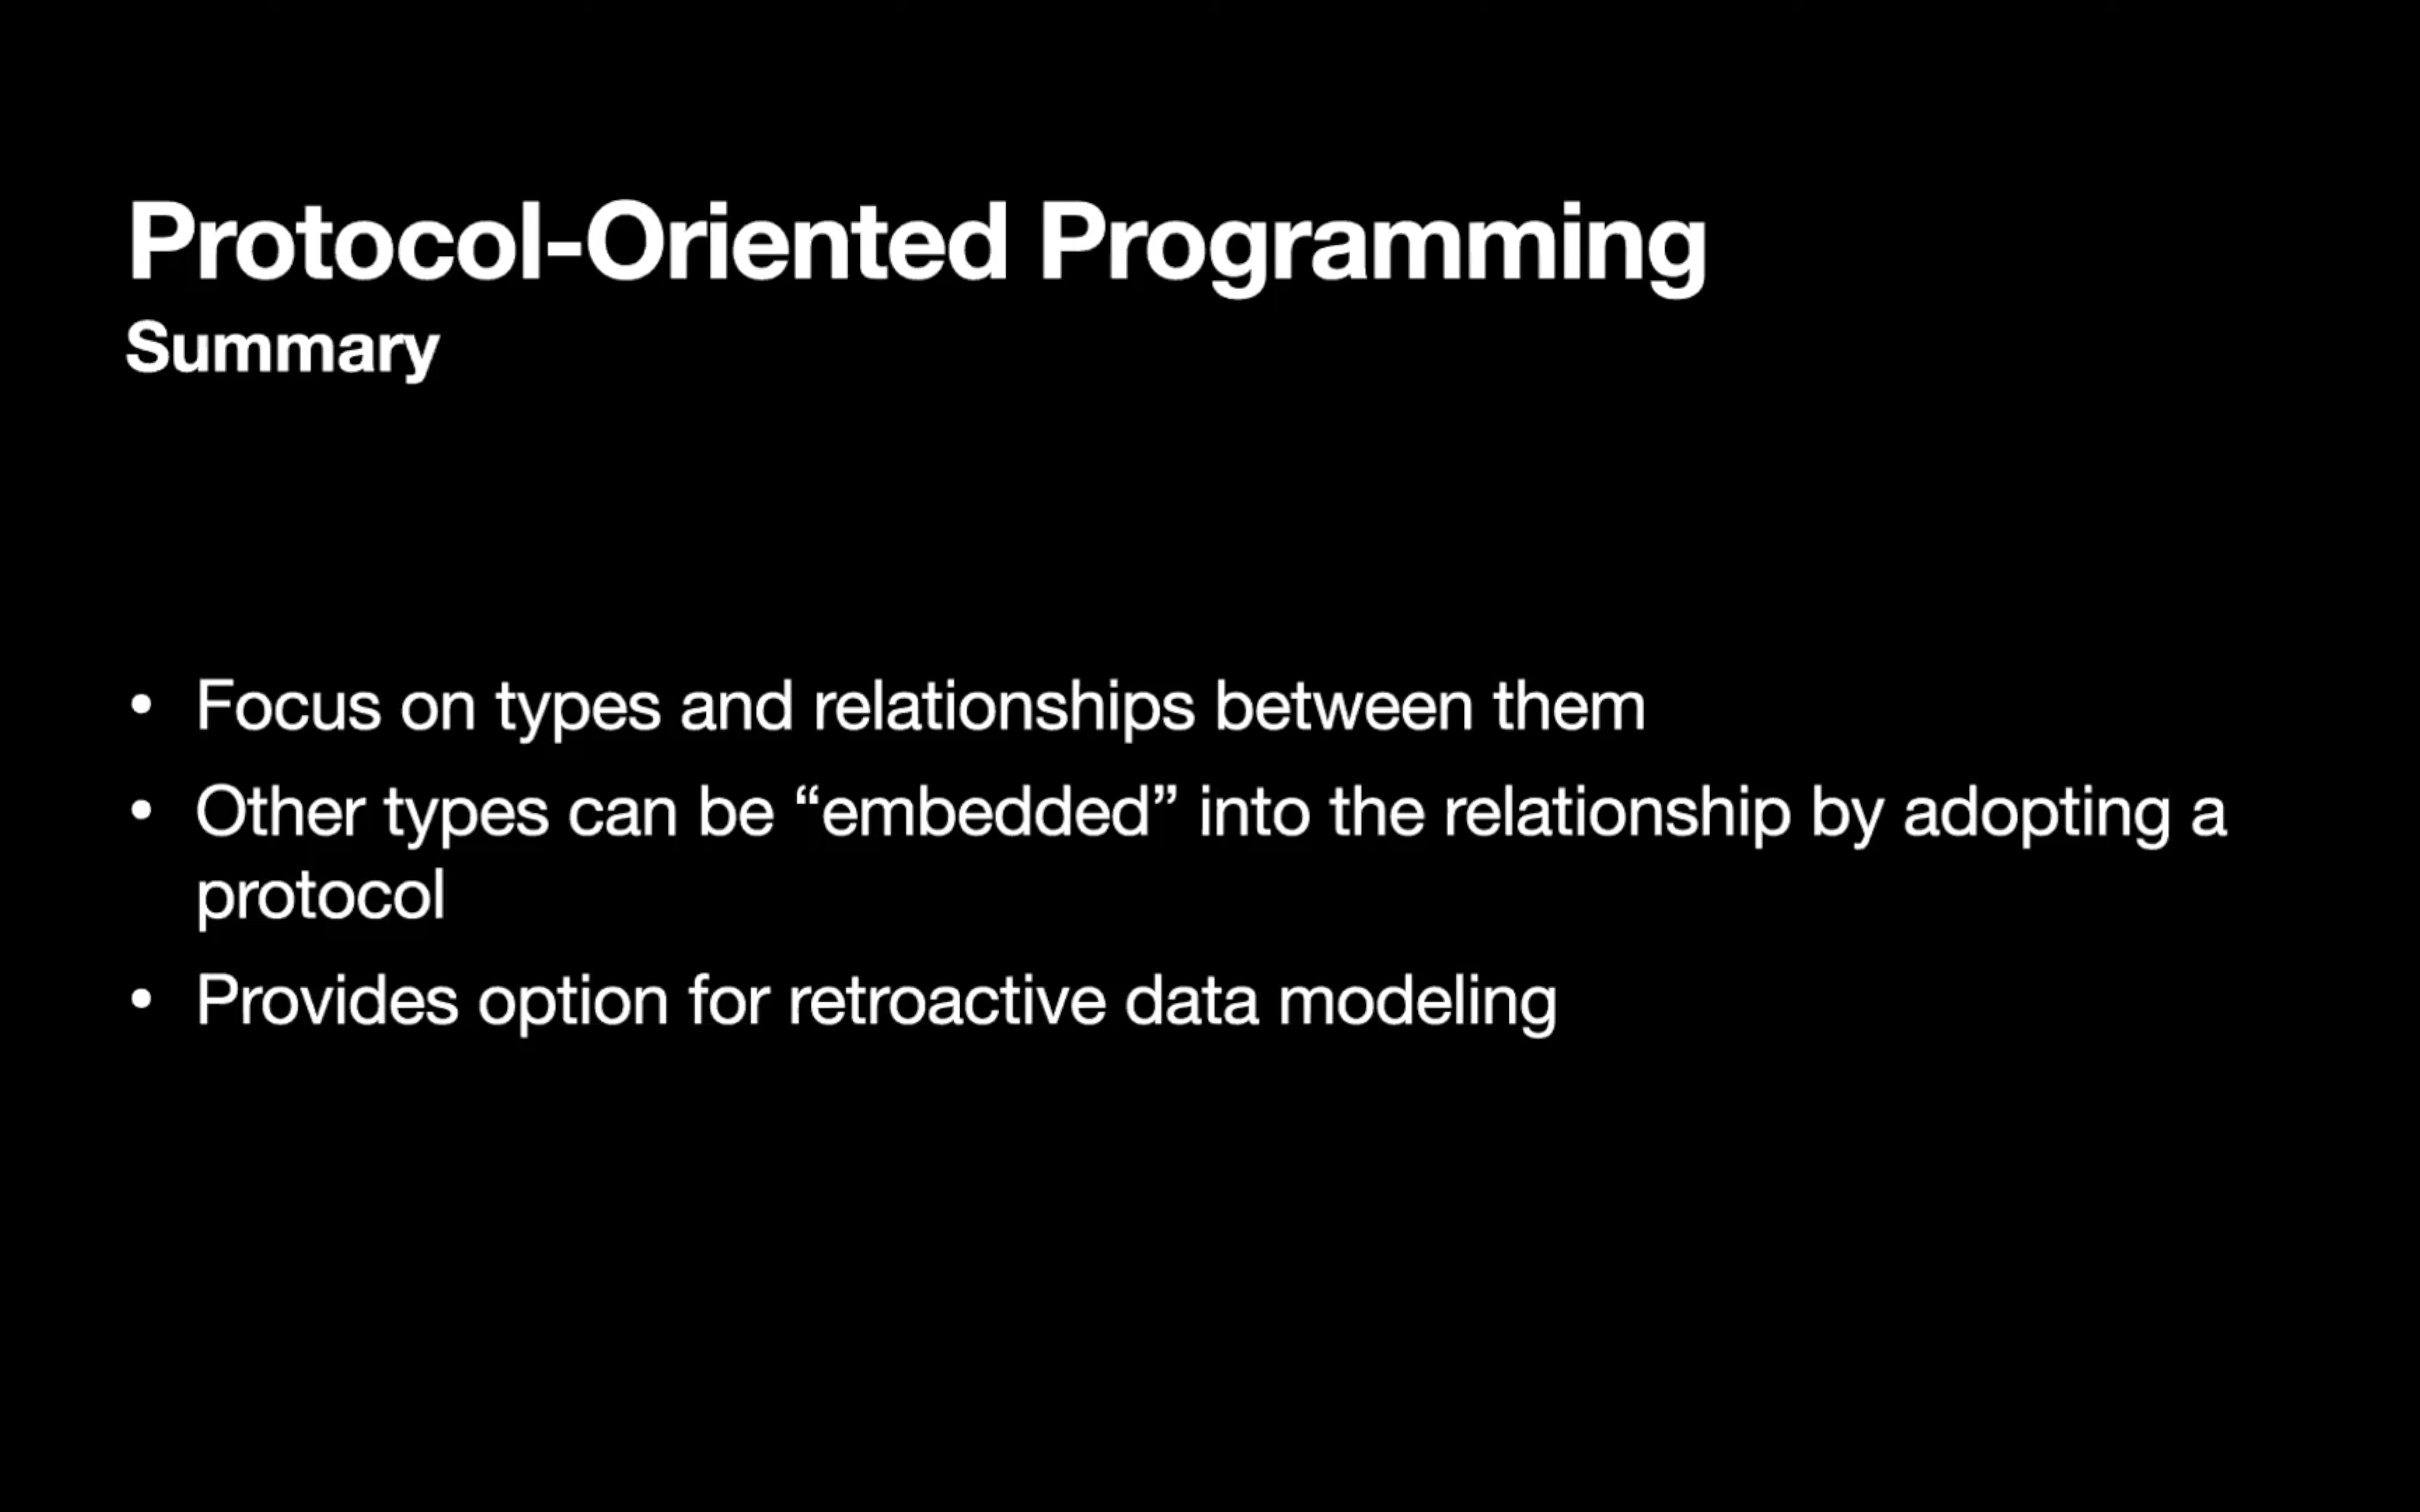 Protocol-Oriented Programming
Summary
• Focus on types and relationships between them
• Other types can be “embedded” into the relationship by adopting a
protocol
• Provides option for retroactive data modeling